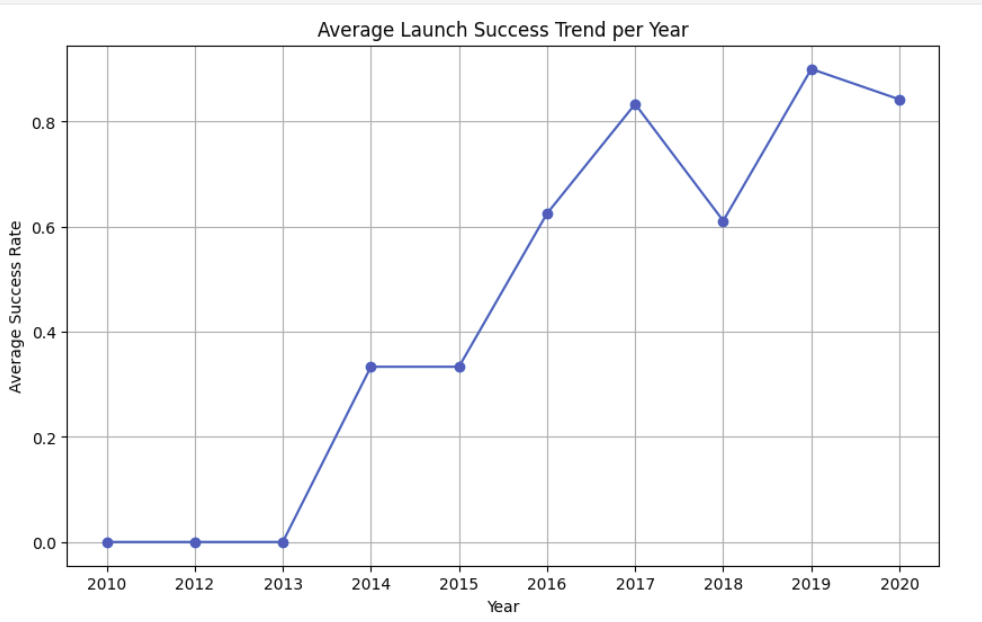 Average Launch Success Trend per Year
Average Success Rate
0.8
0.6
0.4
0.2
0.0
2010 2012 2013 2014 2015 2016 2017 2018 2019 2020
Year